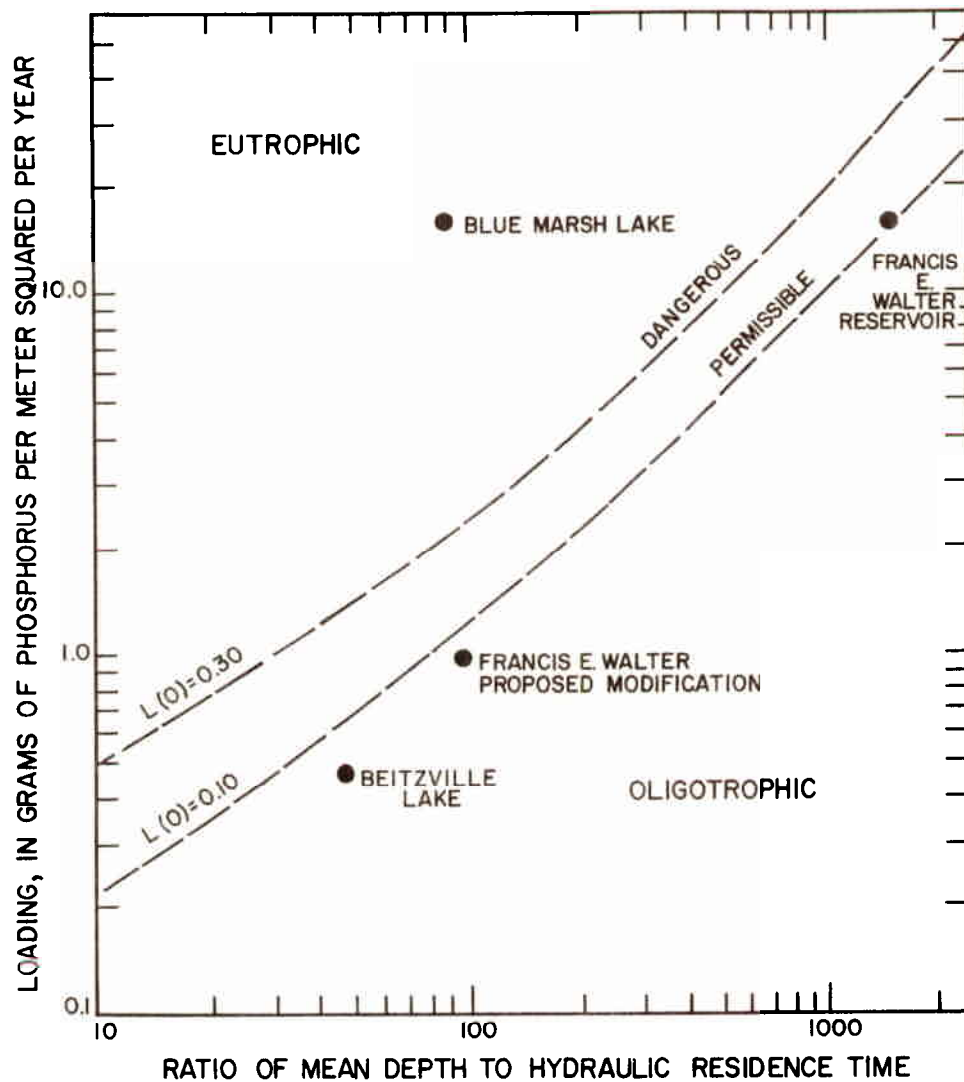 LOADING, IN GRAMS OF PHOSPHORUS PER METER SQUARED PER YEAR
10.0
1.0
0.1
EUTROPHIC
BLUE MARSH LAKE
DANGEROUS
PERMISSIBLE
FRANCIS
E.
WALTER
RESERVOIR
L(0)=0.30
L(0)=0.10
FRANCIS E. WALTER
PROPOSED MODIFICATION
BEITZVILLE
LAKE
OLIGOTROPHIC
10
100
1000
RATIO OF MEAN DEPTH TO HYDRAULIC RESIDENCE TIME